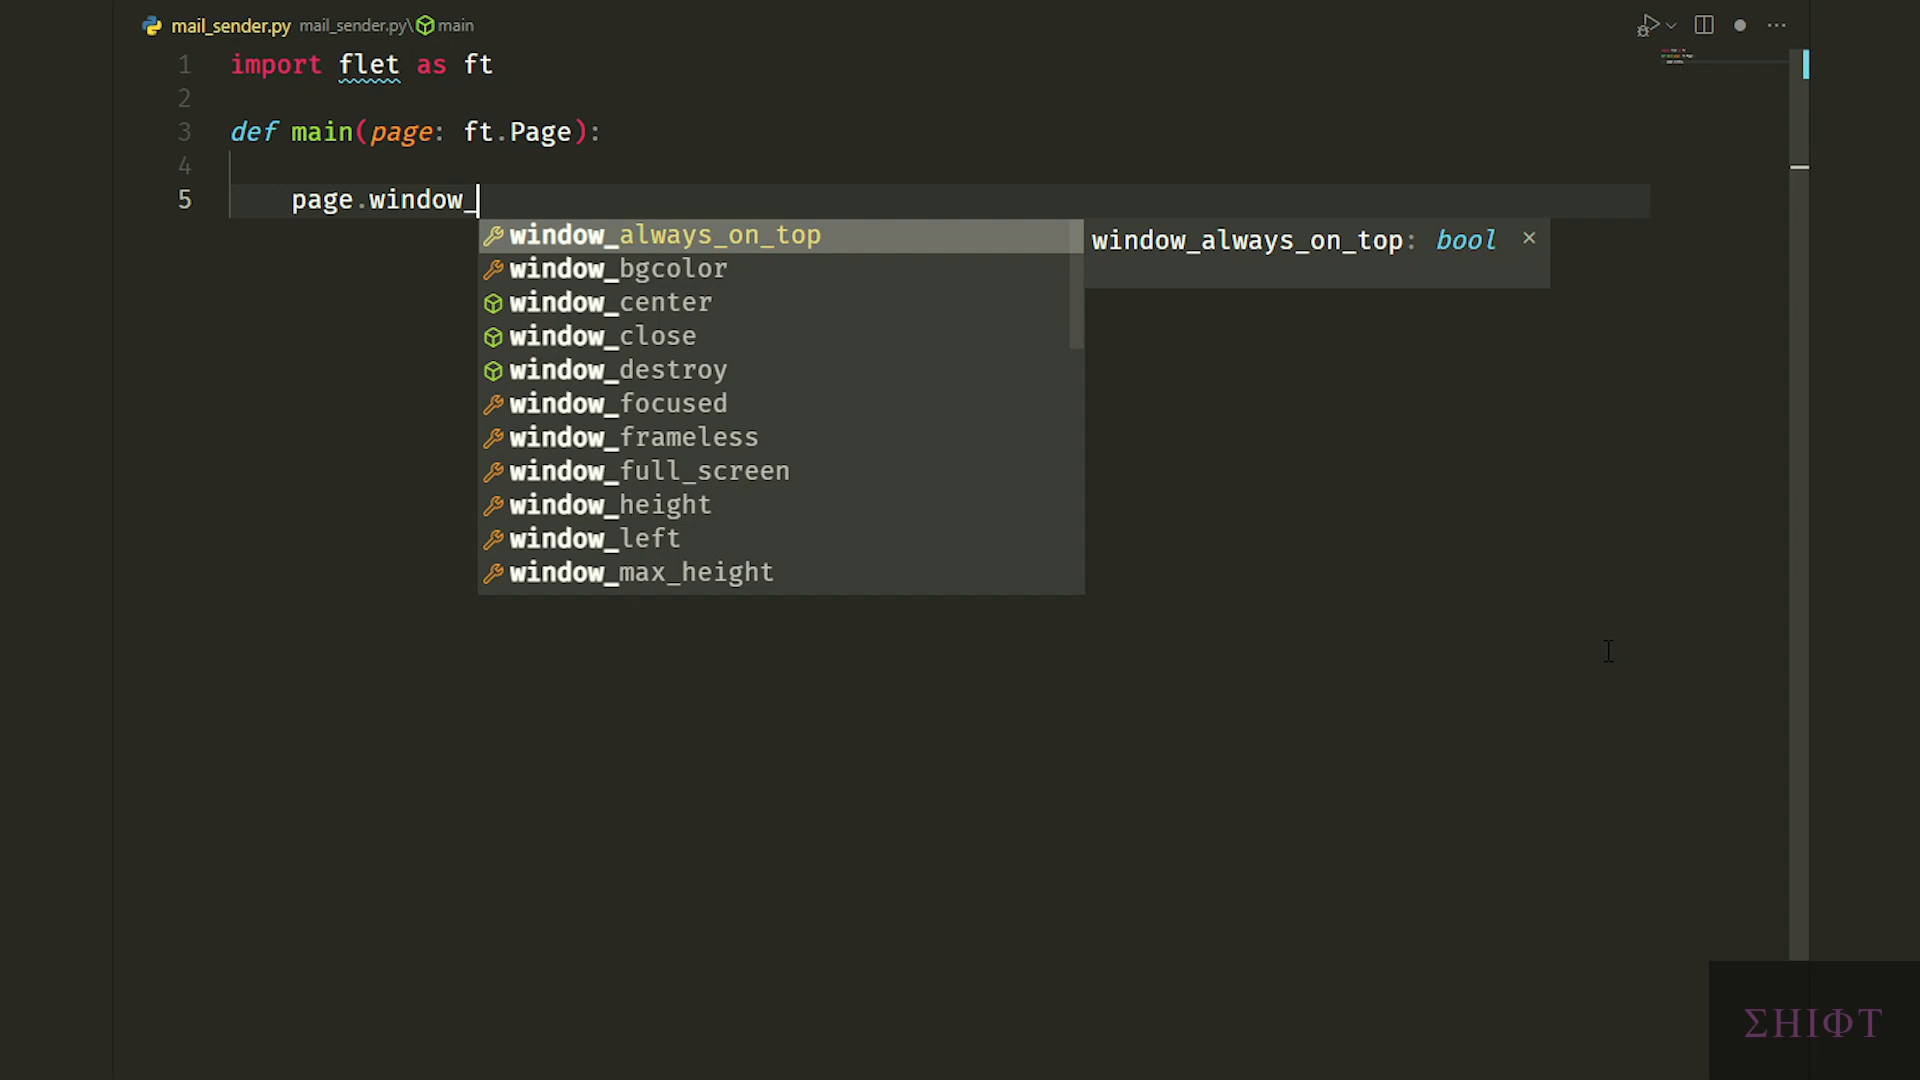 mail_sender.py mail_sender.py\main
1 import flet as ft
2
3 def main(page: ft.Page):
4
5 page.window_
window_always_on_top window_always_on_top: bool ×
window_bgcolor
window_center
window_close
window_destroy
window_focused
window_frameless
window_full_screen
window_height
window_left
window_max_height
ΣHIΦT